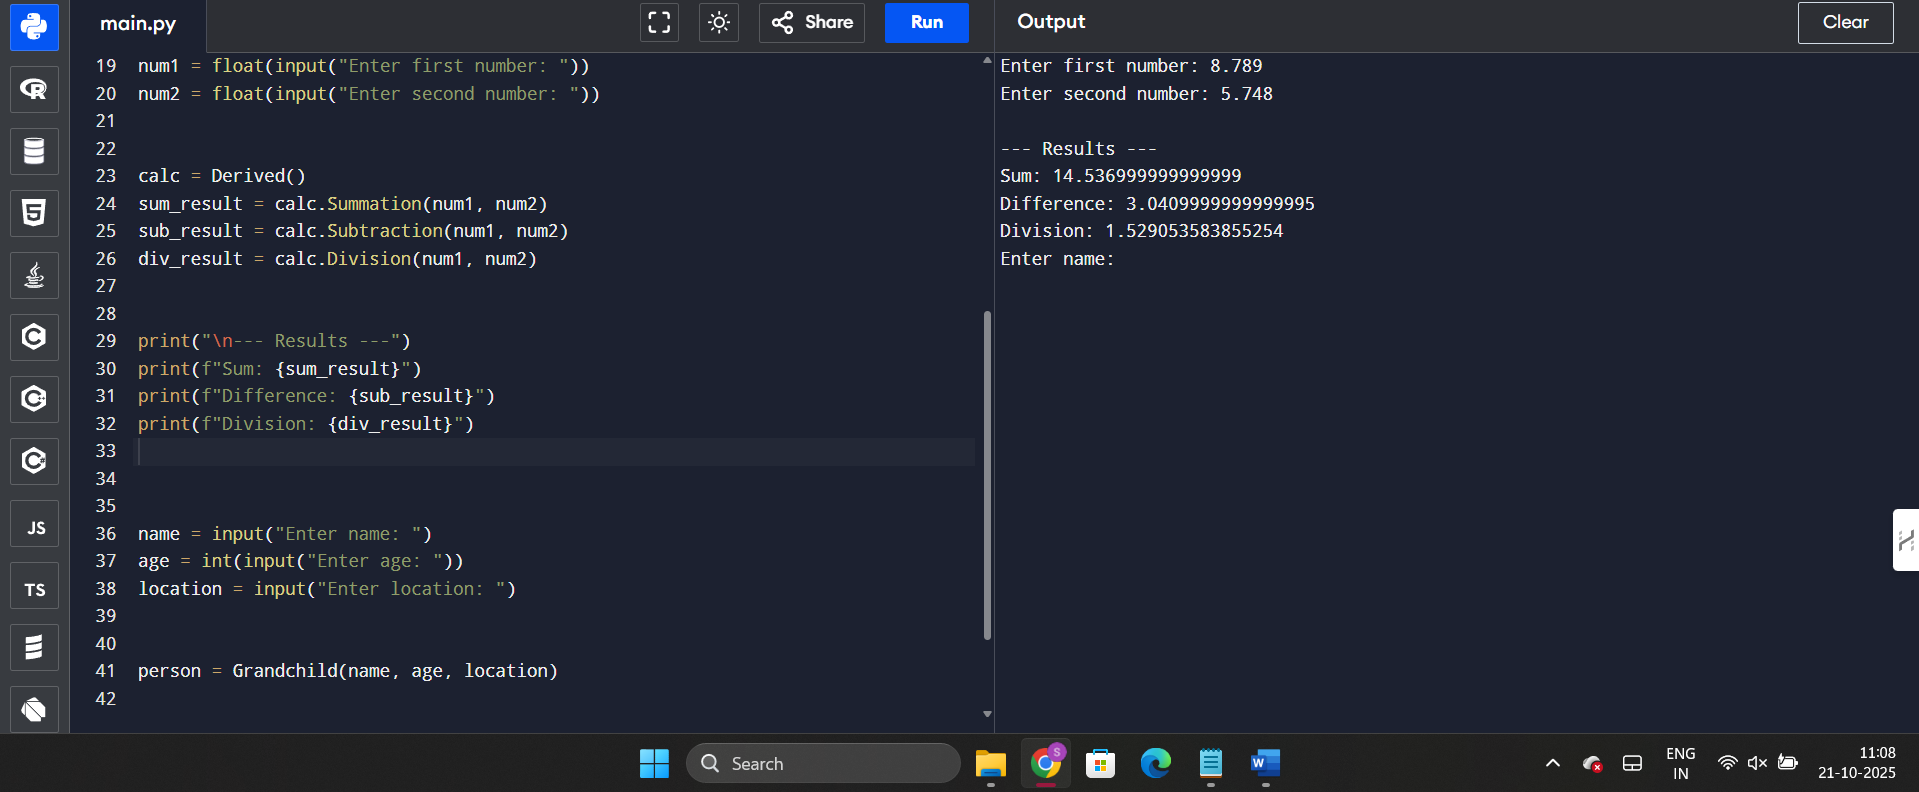 main.py
Share
Run
Output
Clear
19 num1 = float(input("Enter first number: "))
20 num2 = float(input("Enter second number: "))
21
22
23 calc = Derived()
24 sum_result = calc.Summation(num1, num2)
25 sub_result = calc.Subtraction(num1, num2)
26 div_result = calc.Division(num1, num2)
27
28
29 print("\n--- Results ---")
30 print(f"Sum: {sum_result}")
31 print(f"Difference: {sub_result}")
32 print(f"Division: {div_result}")
33
34
35
36 name = input("Enter name: ")
37 age = int(input("Enter age: "))
38 location = input("Enter location: ")
39
40
41 person = Grandchild(name, age, location)
42
Enter first number: 8.789
Enter second number: 5.748
--- Results ---
Sum: 14.536999999999999
Difference: 3.0409999999999995
Division: 1.529053583855254
Enter name:
R
5
C
C
C
JS
TS
Search
S
W
ENG
IN
11:08
21-10-2025